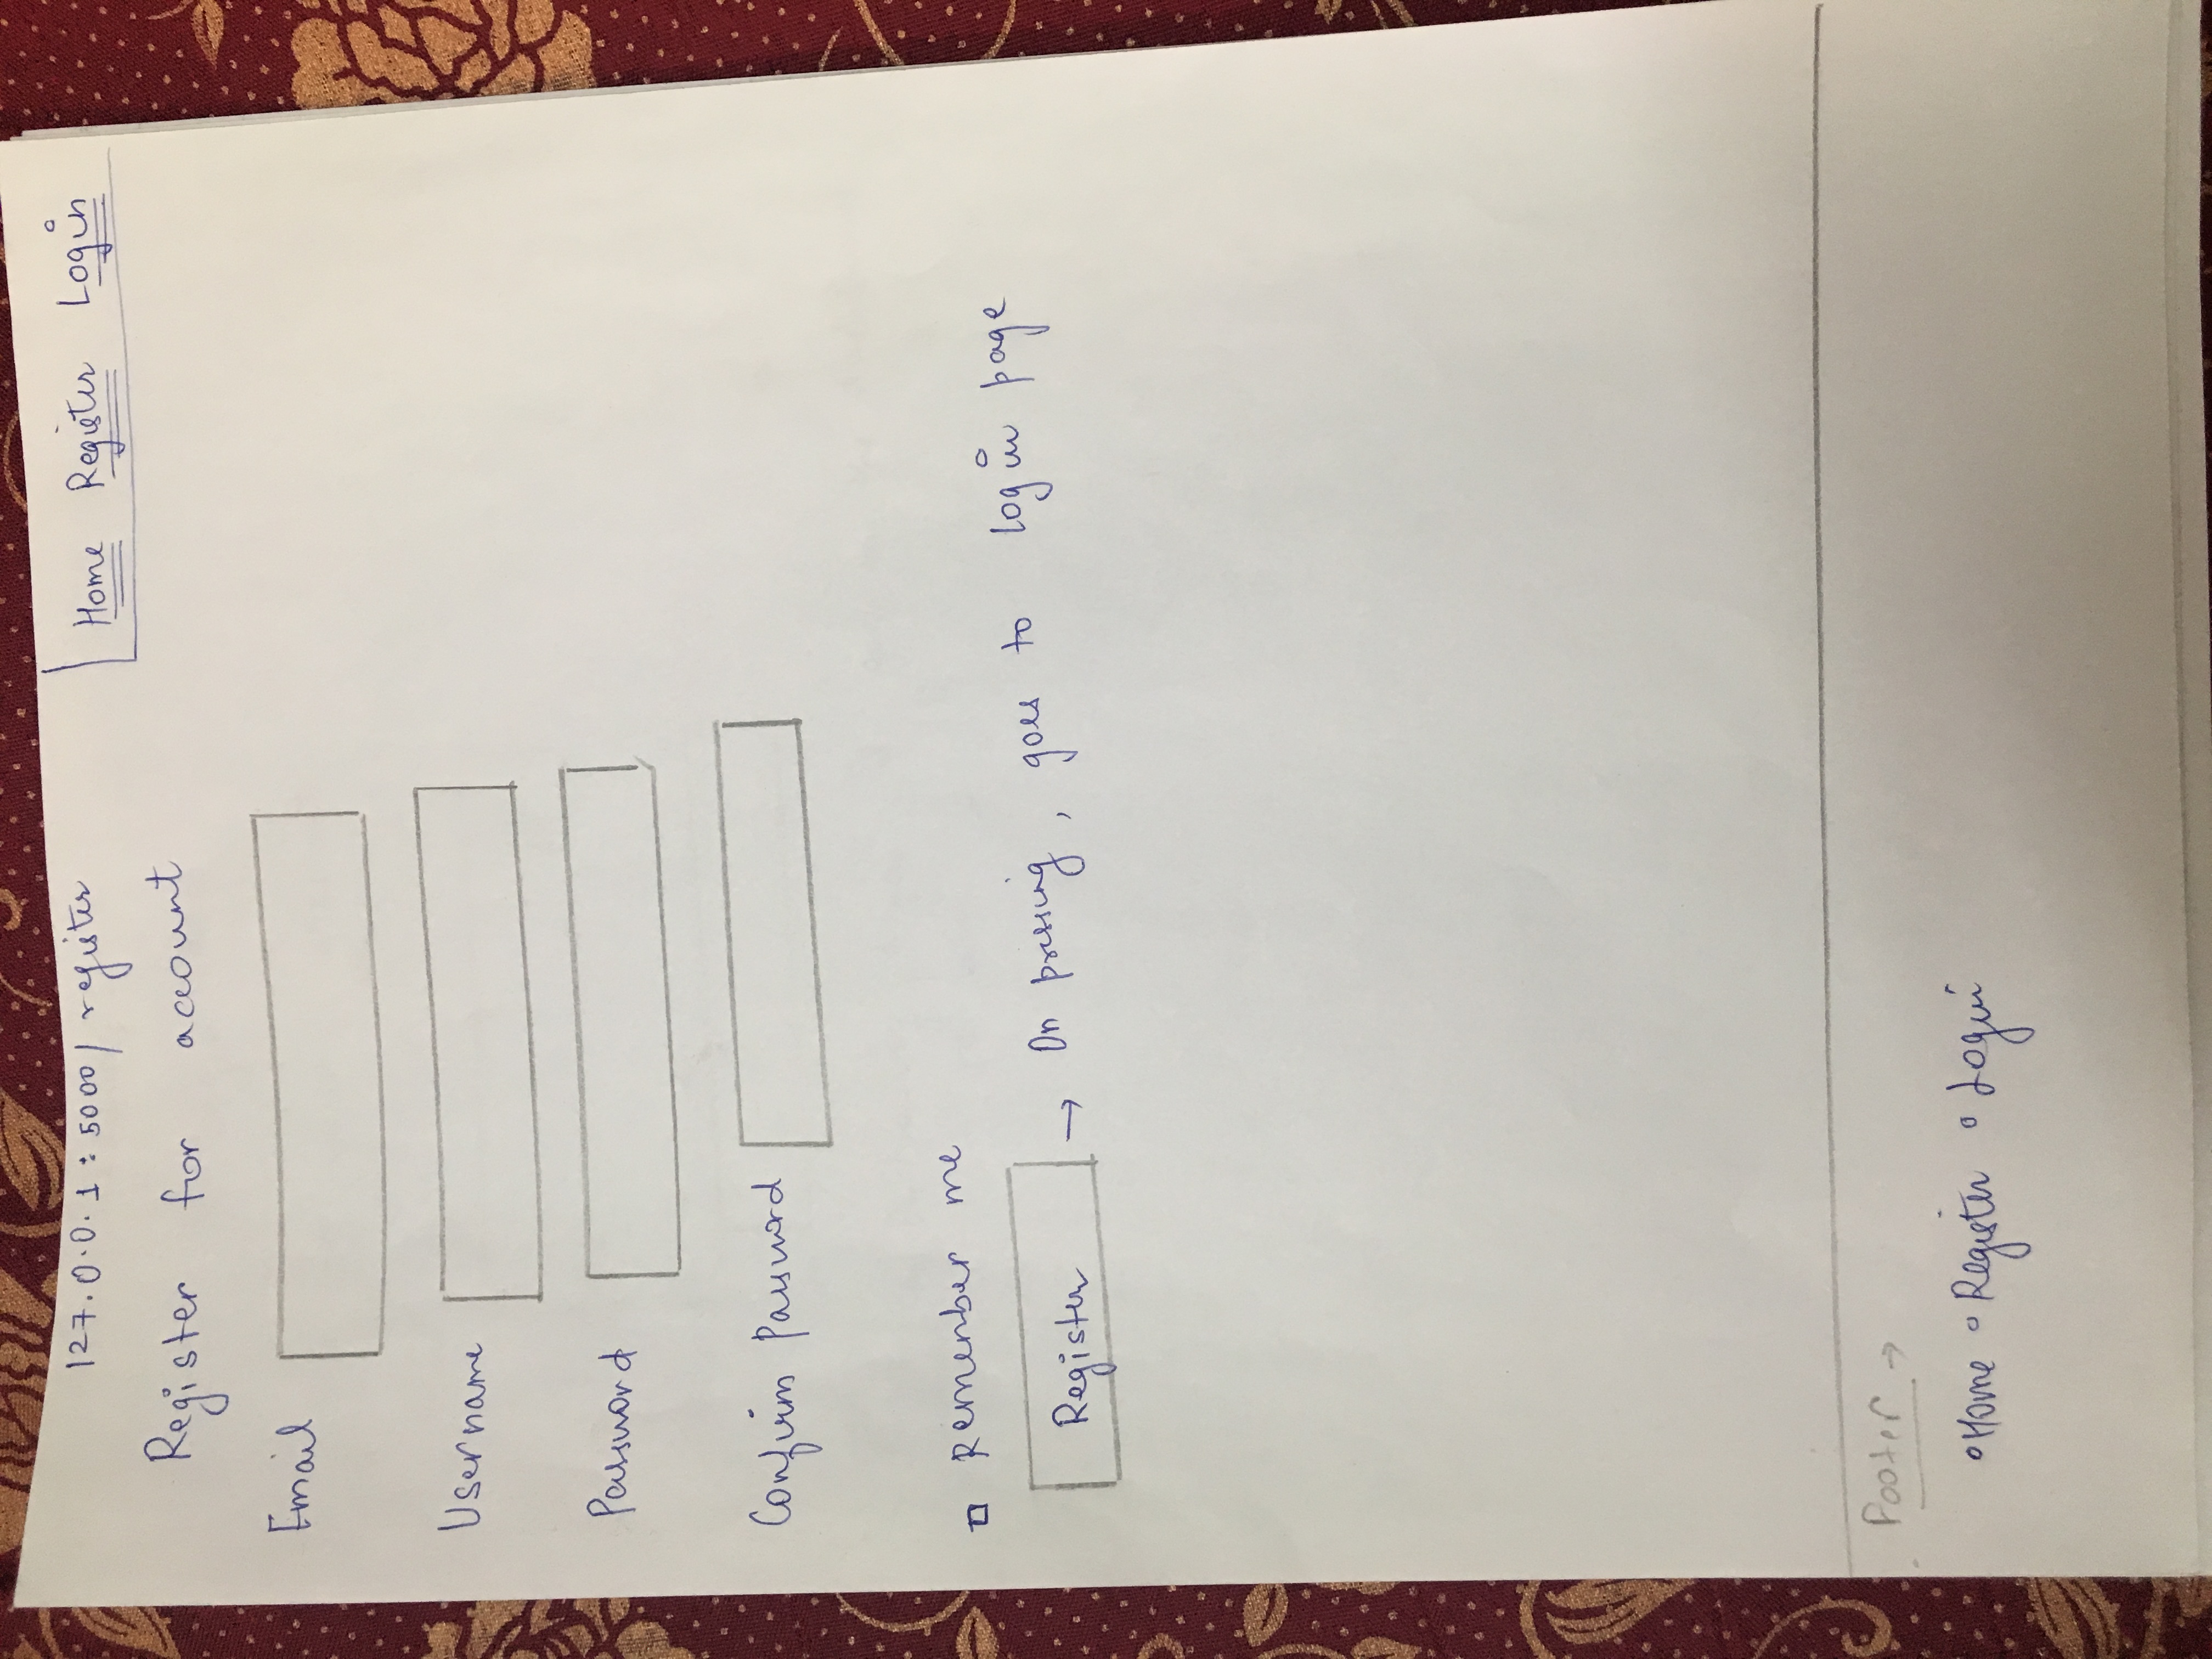 127.0.0.1:5000/register
Home Register Login
Register for account
Email
Username
Password
Confirm Password
Remember me
Register → On pressing, goes to login page
Footer →
Home Register Login